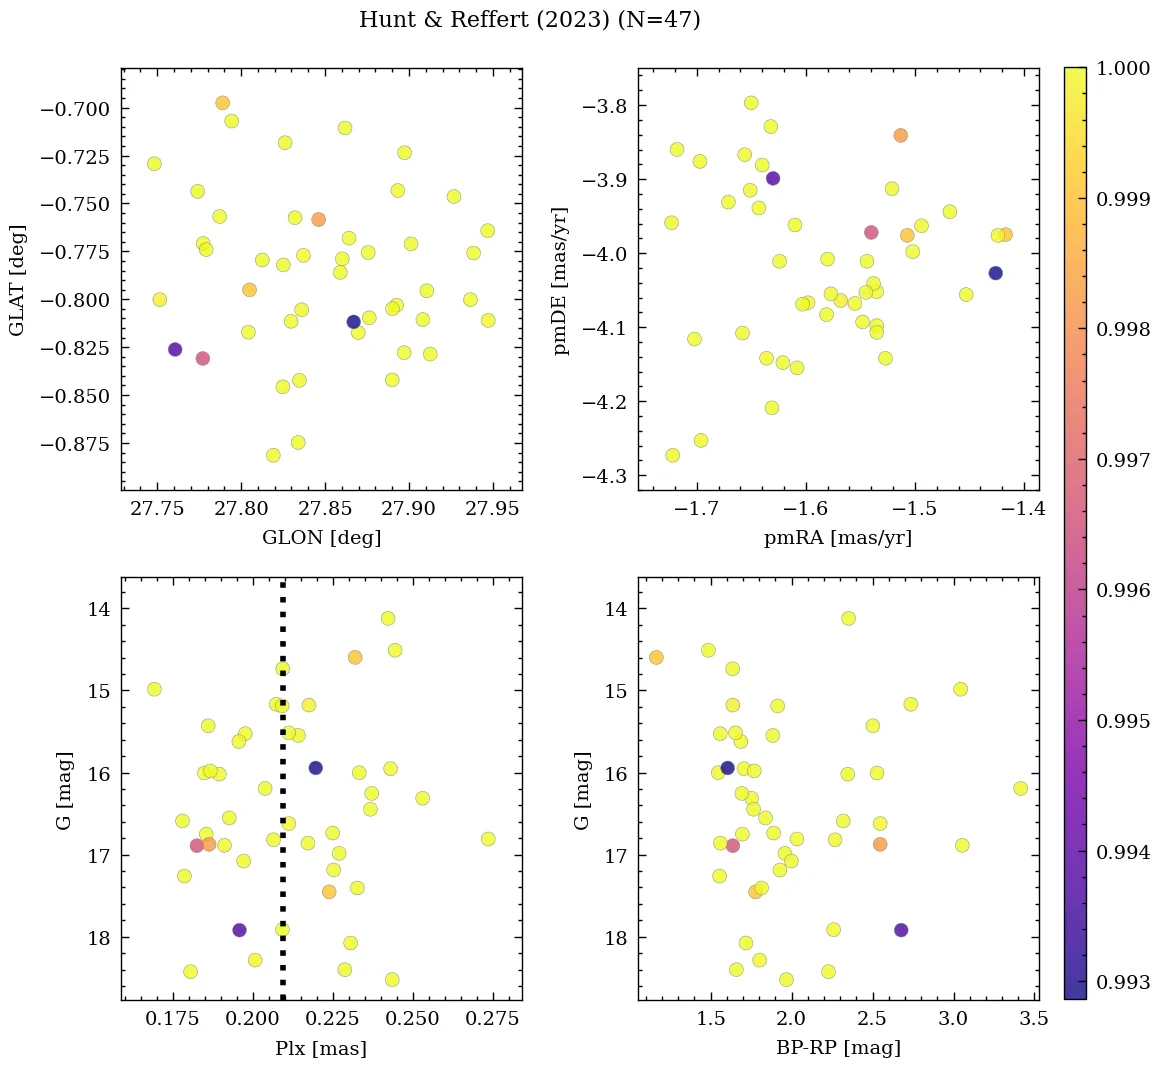 Hunt & Reffert (2023) (N=47)
GLAT [deg]
−0.700
−0.725
−0.750
−0.775
−0.800
−0.825
−0.850
−0.875
27.75 27.80 27.85 27.90 27.95
GLON [deg]
pmDE [mas/yr]
−3.8
−3.9
−4.0
−4.1
−4.2
−4.3
−1.7 −1.6 −1.5 −1.4
pmRA [mas/yr]
G [mag]
14
15
16
17
18
0.175 0.200 0.225 0.250 0.275
Plx [mas]
G [mag]
14
15
16
17
18
1.5 2.0 2.5 3.0 3.5
BP-RP [mag]
1.000
0.999
0.998
0.997
0.996
0.995
0.994
0.993